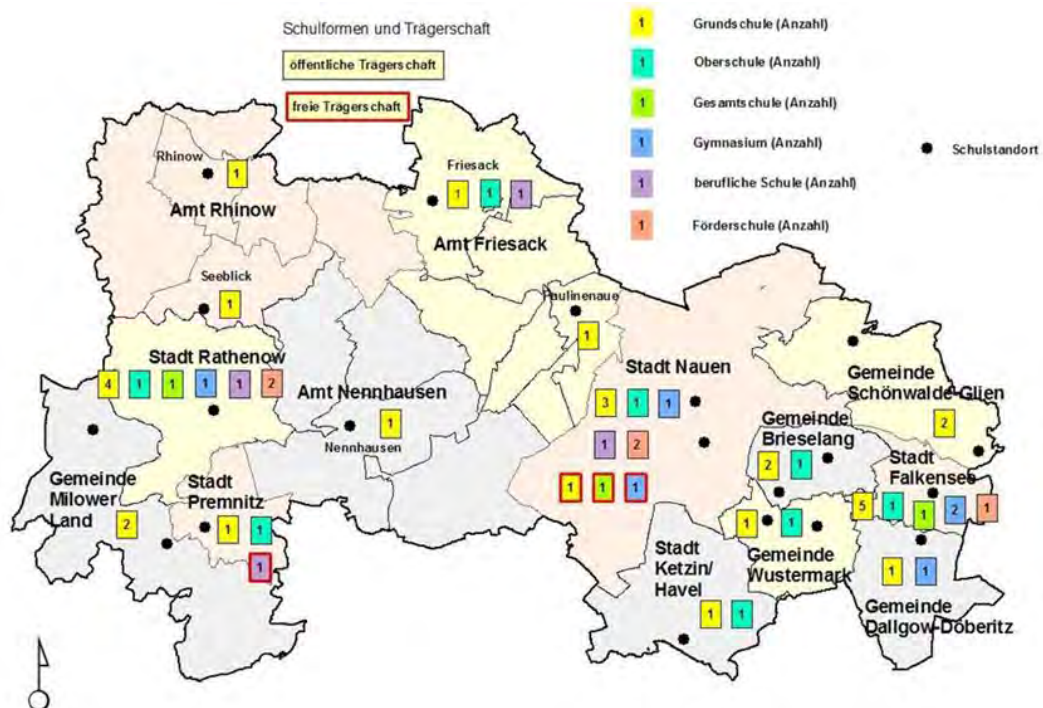 Schulformen und Trägerschaft
öffentliche Trägerschaft
freie Trägerschaft
1 Grundschule (Anzahl)
1 Oberschule (Anzahl)
1 Gesamtschule (Anzahl)
1 Gymnasium (Anzahl)
1 berufliche Schule (Anzahl)
1 Förderschule (Anzahl)
Schulstandort
Rhinow
1
Amt Rhinow
Friesack
1 1 1
Amt Friesack
Seeblick
1
Paulinenaue
1
Stadt Rathenow
4 1 1 1 1 2
Amt Nennhausen
1
Nennhausen
Stadt Nauen
3 1 1
1 2
1 1 1
Gemeinde
Schönwalde-Glien
2
Gemeinde
Brieselang
2 1
Stadt
Falkensee
5 1 1 2 1
Gemeinde
Milower
Land
2
Stadt
Premnitz
1 1
1
1 1
Gemeinde
Wustermark
Stadt
Ketzin/
Havel
1 1
1 1
Gemeinde
Dallgow-Döberitz